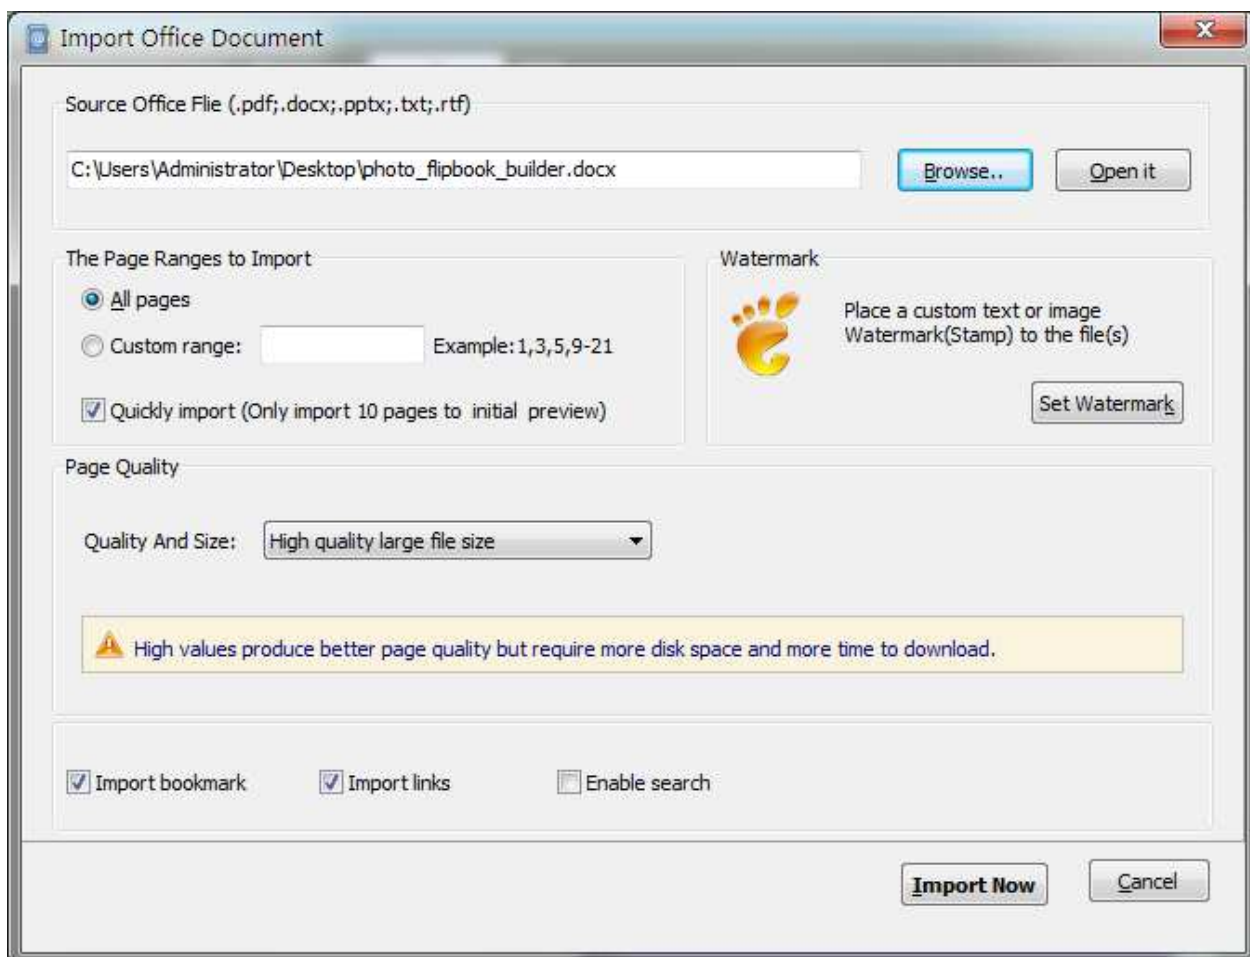 Import Office Document
Source Office Flie (.pdf;.docx;.pptx;.txt;.rtf)
C:\Users\Administrator\Desktop\photo_flipbook_builder.docx
Browse..
Open it
The Page Ranges to Import
All pages
Custom range:
Example:1,3,5,9-21
Quickly import (Only import 10 pages to initial preview)
Watermark
Place a custom text or image
Watermark(Stamp) to the file(s)
Set Watermark
Page Quality
Quality And Size:
High quality large file size
High values produce better page quality but require more disk space and more time to download.
Import bookmark
Import links
Enable search
Import Now
Cancel